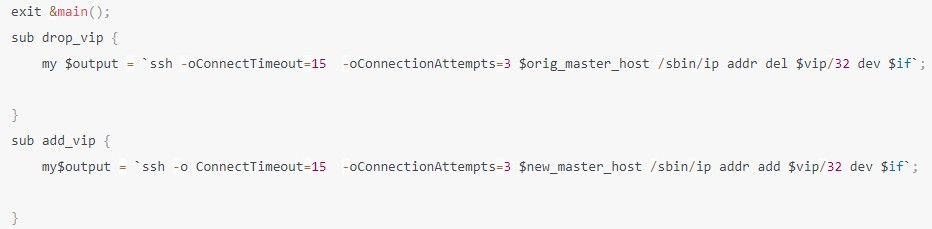 exit &main();
sub drop_vip {
my $output = `ssh -oConnectTimeout=15  -oConnectionAttempts=3 $orig_master_host /sbin/ip addr del $vip/32 dev $if`;
}
sub add_vip {
my$output = `ssh -o ConnectTimeout=15  -oConnectionAttempts=3 $new_master_host /sbin/ip addr add $vip/32 dev $if`;
}